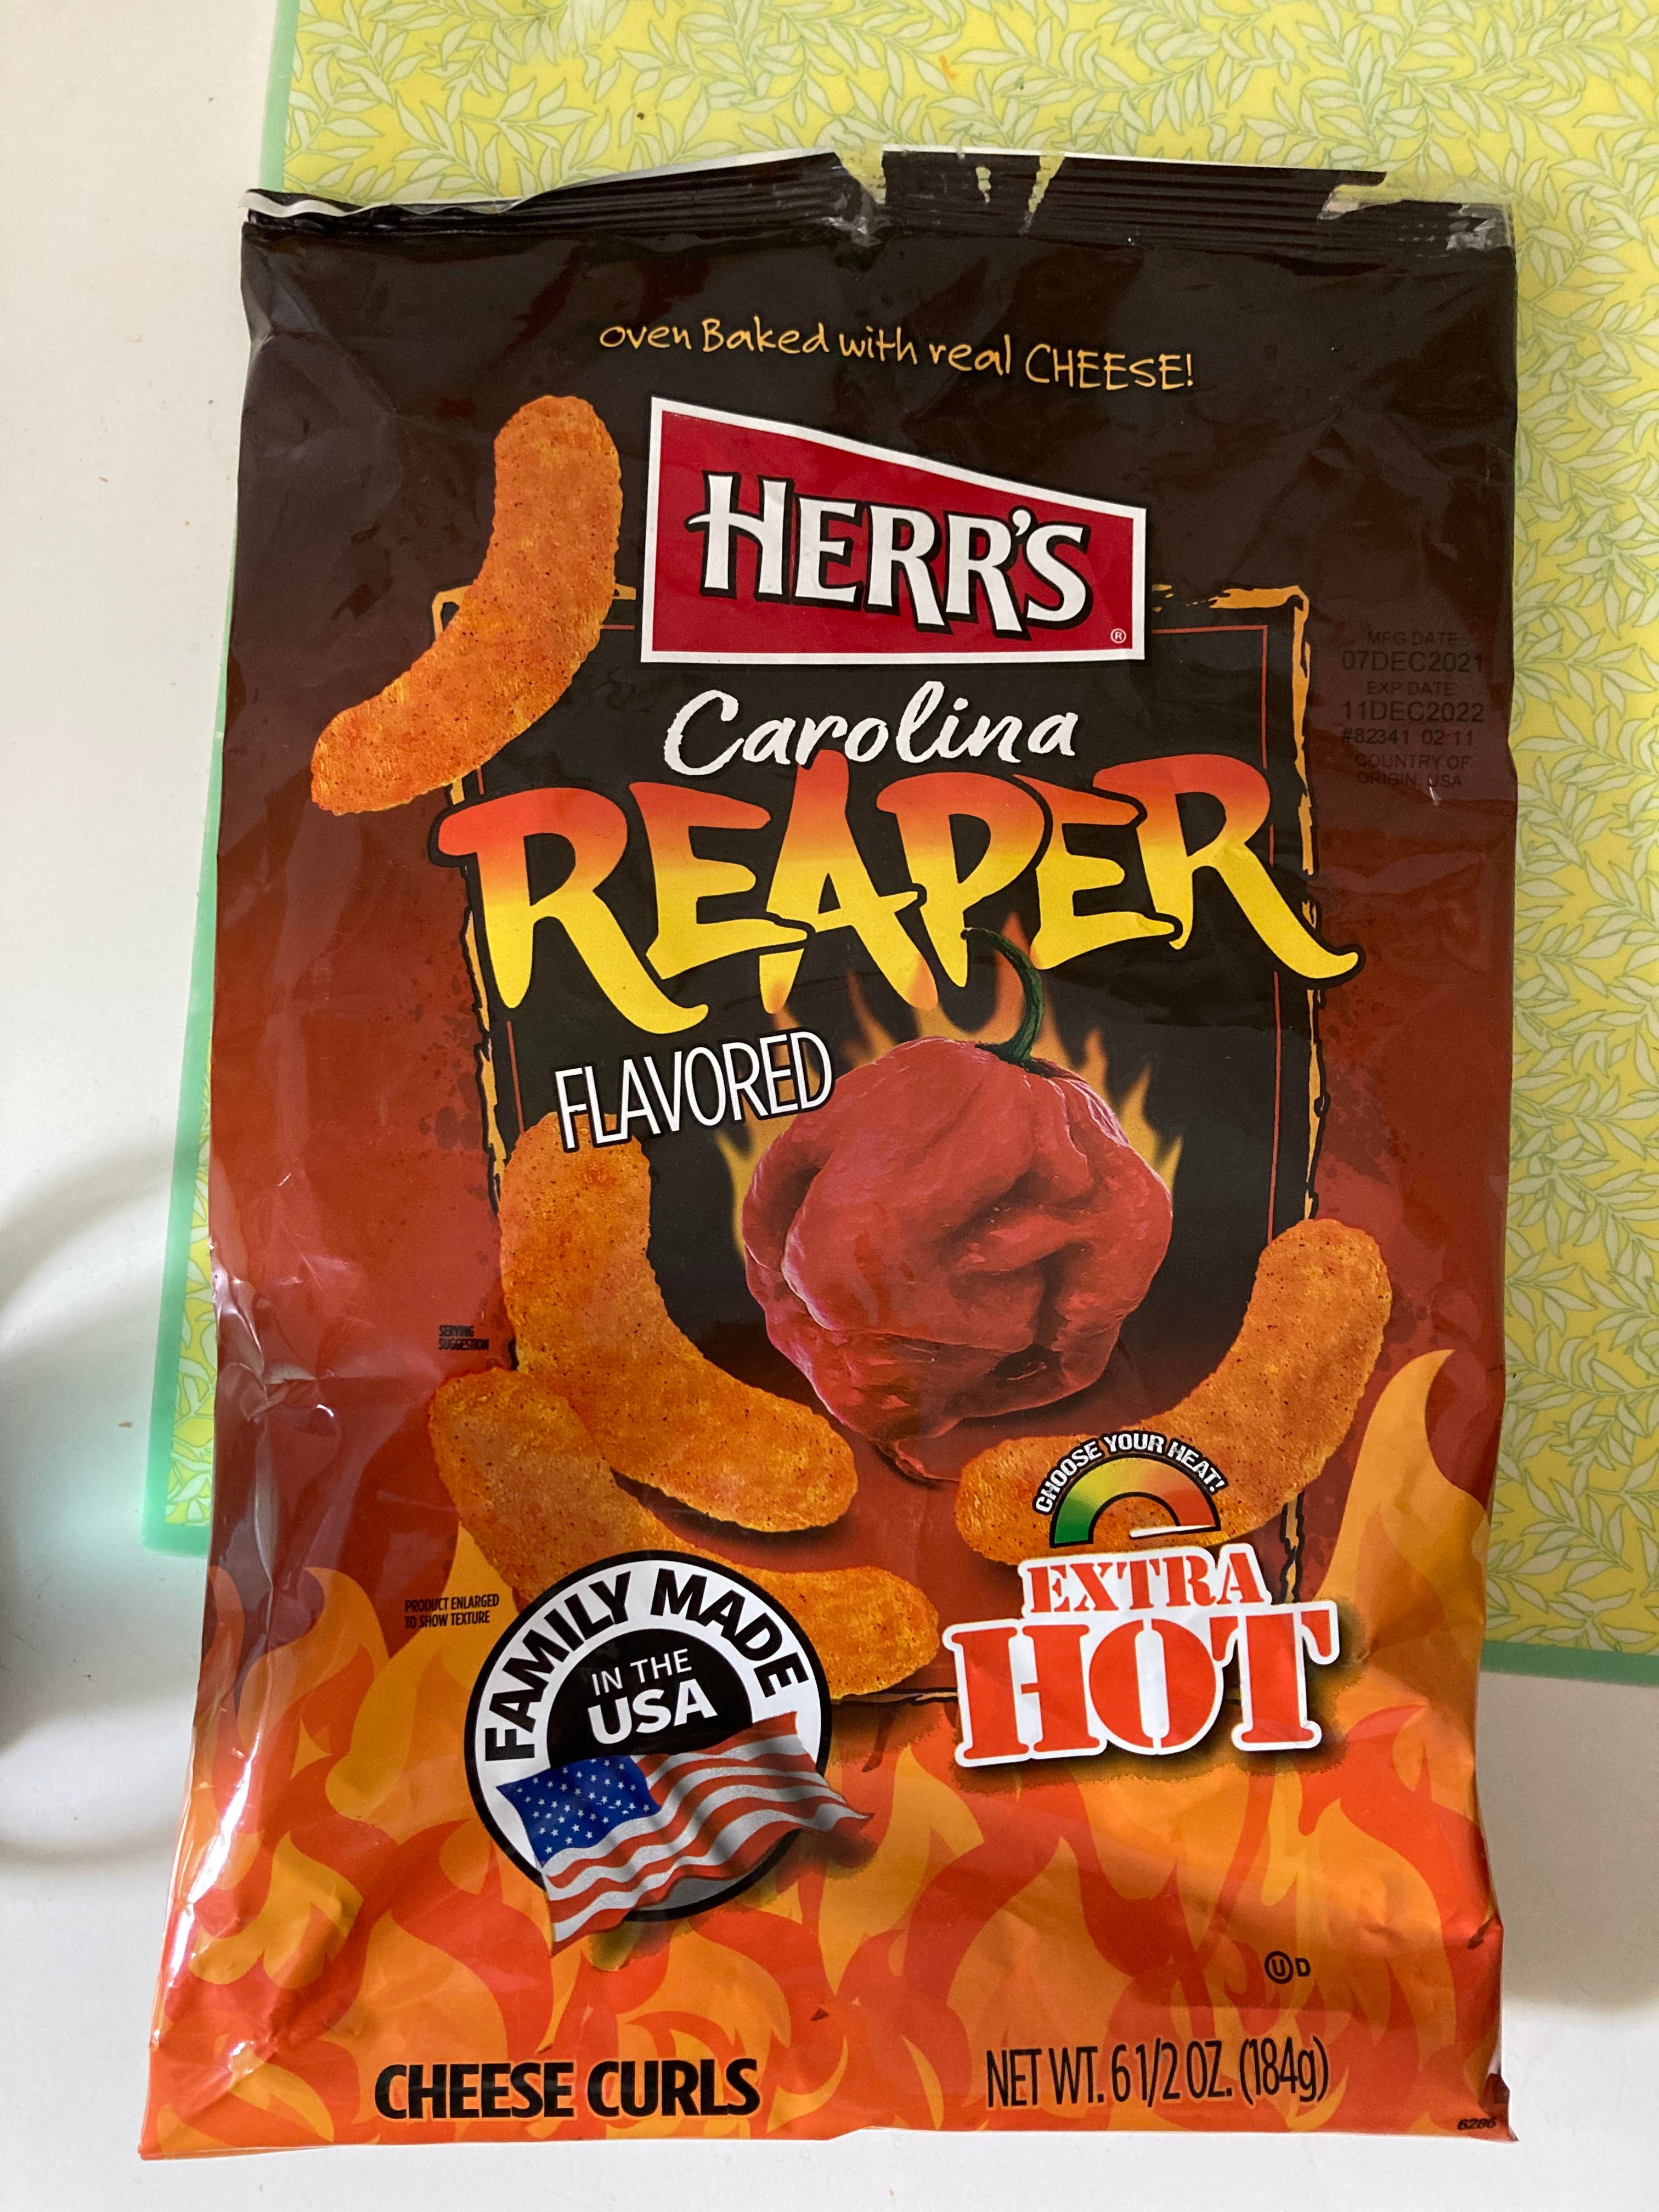 oven Baked with real CHEESE!
HERR'S®
Carolina
REAPER
FLAVORED
MFG DATE
07DEC2021
EXP DATE
11DEC2022
#82341 02:11
COUNTRY OF
ORIGIN: USA
SERVING
SUGGESTION
CHOOSE YOUR HEAT!
EXTRA
HOT
PRODUCT ENLARGED
TO SHOW TEXTURE
FAMILY MADE
IN THE
USA
Ⓤ D
CHEESE CURLS
NET WT. 6 1/2 OZ. (184g)
6286